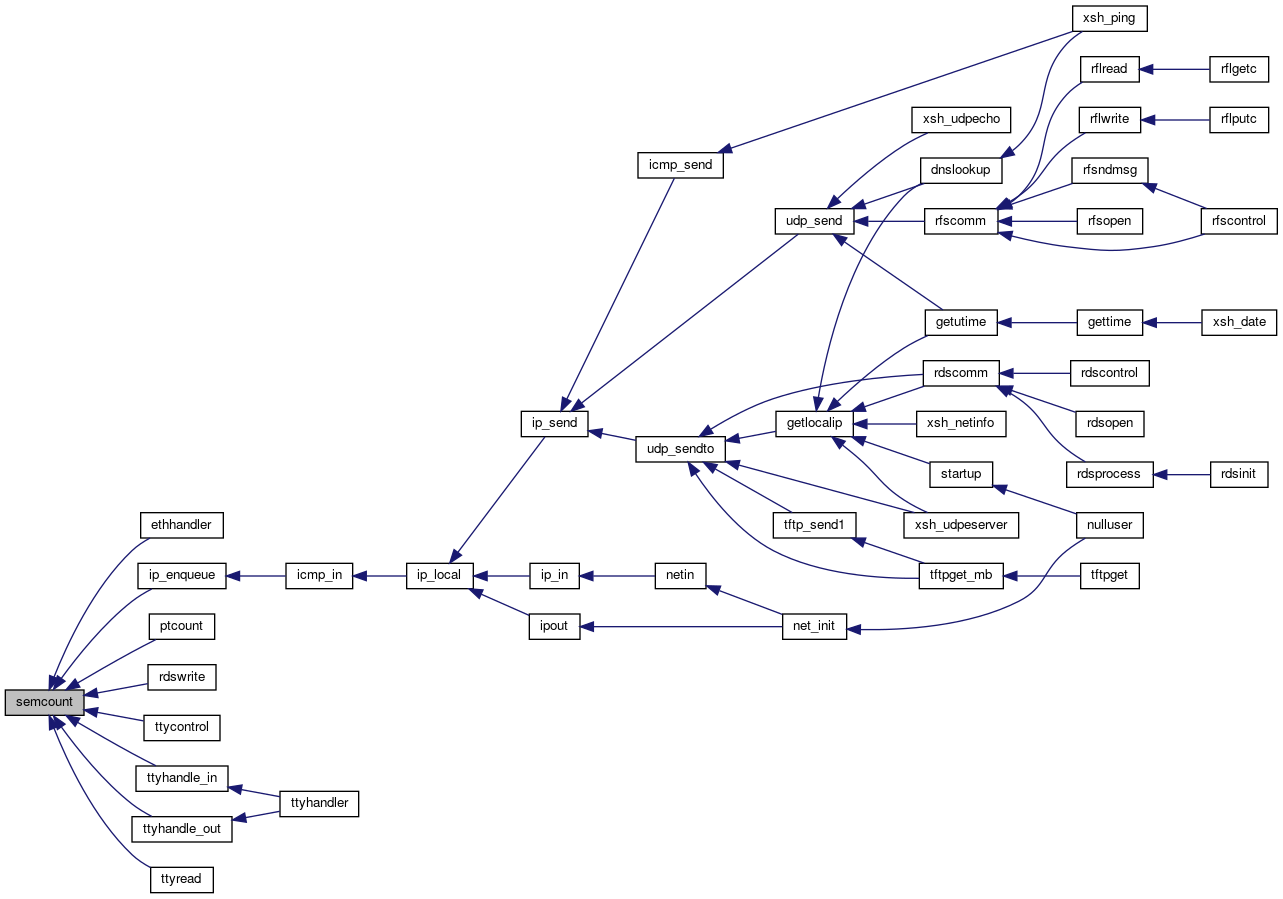 xsh_ping
rflread
rflgetc
xsh_udpecho
rflwrite
rflputc
icmp_send
dnslookup
rfsndmsg
udp_send
rfscomm
rfsopen
rfscontrol
getutime
gettime
xsh_date
rdscomm
rdscontrol
ip_send
getlocalip
xsh_netinfo
rdsopen
udp_sendto
startup
rdsprocess
rdsinit
ethhandler
tftp_send1
xsh_udpeserver
nulluser
ip_enqueue
icmp_in
ip_local
ip_in
netin
tftpget_mb
tftpget
ptcount
ipout
net_init
rdswrite
semcount
ttycontrol
ttyhandle_in
ttyhandler
ttyhandle_out
ttyread